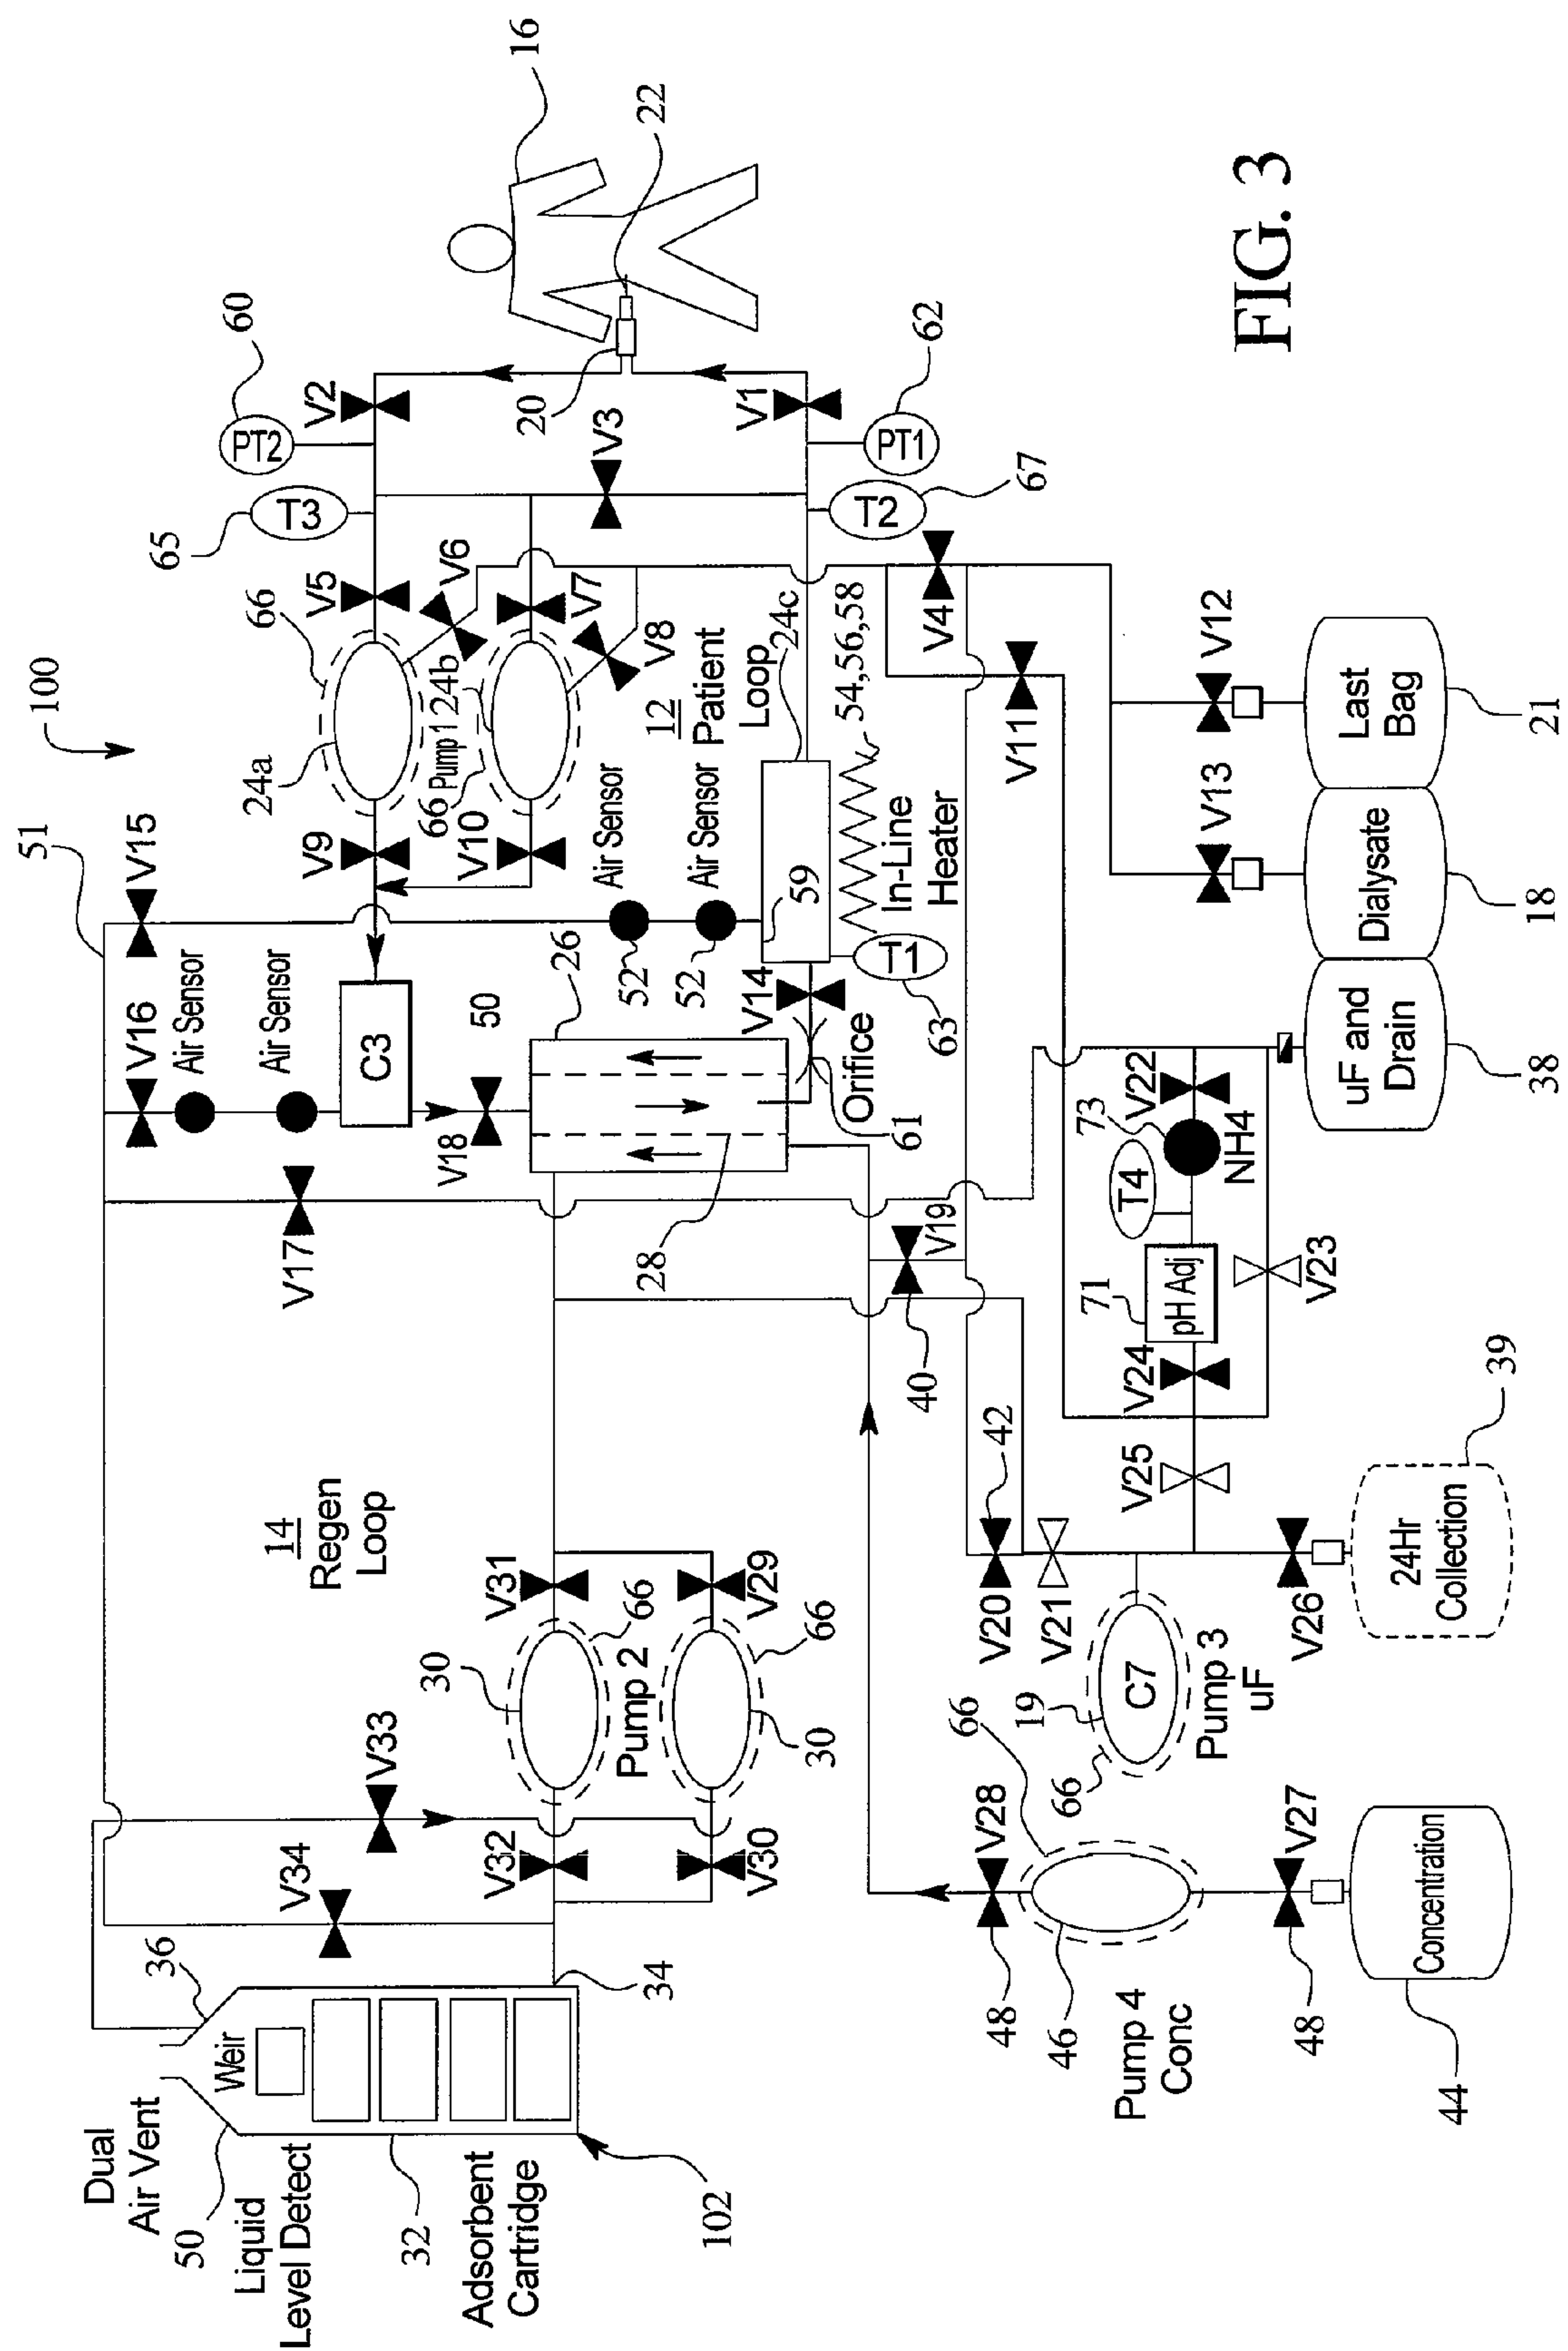 100
51
V15
V16
Air Sensor
Air Sensor
V17
C3
V18
50
26
28
Air Sensor
Air Sensor
52
52
59
V14
Orifice
61
T1
63
In-Line
Heater
54,56,58
24c
12
Patient
Loop
66
24a
V9
V5
V6
66
Pump 1
24b
V10
V7
V8
T3
65
PT2
60
V2
20
V3
V1
PT1
62
T2
67
16
22
FIG. 3
V4
V11
V12
V13
Last
Bag
21
Dialysate
18
uF and
Drain
38
V22
73
NH4
T4
71
pH Adj
V23
V24
V25
V19
40
42
V20
V21
V26
24Hr
Collection
39
C7
19
66
Pump 3
uF
14
Regen
Loop
V31
V29
66
66
30
Pump 2
30
V33
V34
V32
V30
36
34
Weir
Dual
Air Vent
50
Liquid
Level Detect
32
Adsorbent
Cartridge
102
V28
66
48
46
Pump 4
Conc
V27
48
Concentration
44